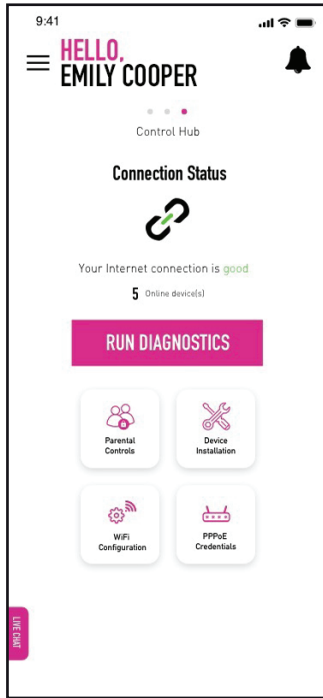 9:41
HELLO,
EMILY COOPER
Control Hub
Connection Status
Your Internet connection is good
5 Online device(s)
RUN DIAGNOSTICS
Parental
Controls
Device
Installation
WiFi
Configuration
PPPoE
Credentials
LIVE CHAT